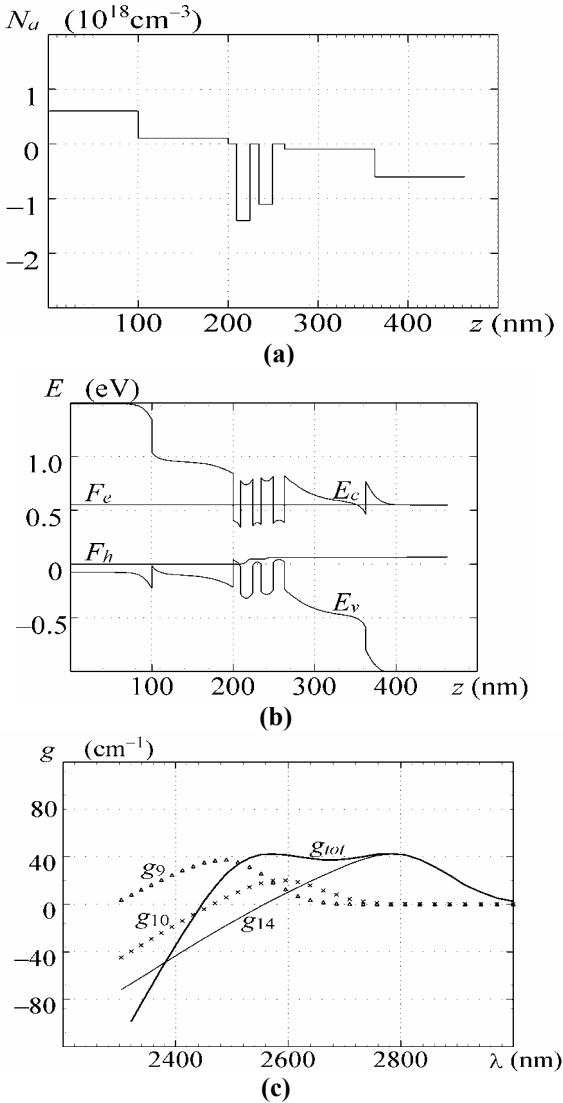 N_a (10^18cm^−3)
1
0
−1
−2
100 200 300 400 z (nm)
(a)
E (eV)
1.0
F_e E_c
0.5
F_h
0
E_v
−0.5
100 200 300 400 z (nm)
(b)
g (cm^−1)
80
40
g_tot
g_9
g_10
g_14
0
−40
−80
2400 2600 2800 λ (nm)
(c)